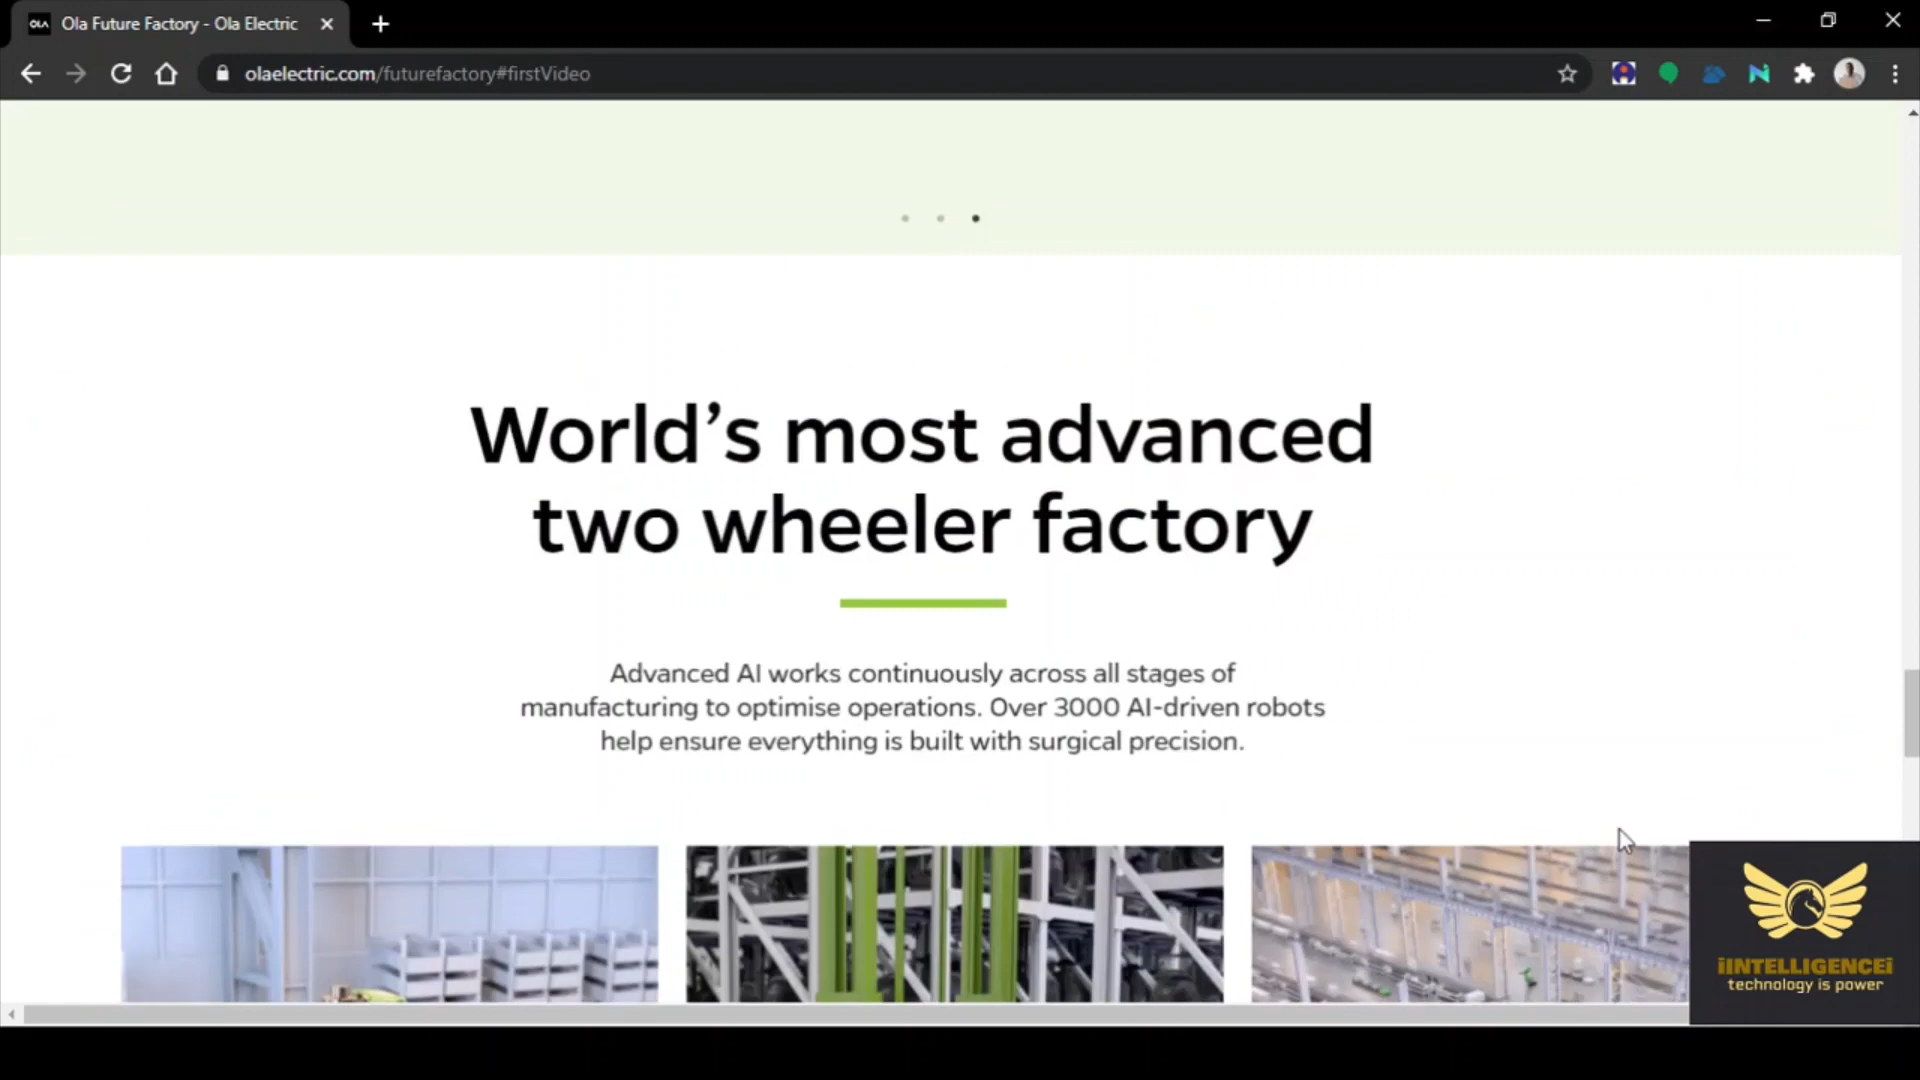 OLA Ola Future Factory - Ola Electric
olaelectric.com/futurefactory#firstVideo
World’s most advanced
two wheeler factory
Advanced AI works continuously across all stages of
manufacturing to optimise operations. Over 3000 AI-driven robots
help ensure everything is built with surgical precision.
iINTELLIGENCEi
technology is power